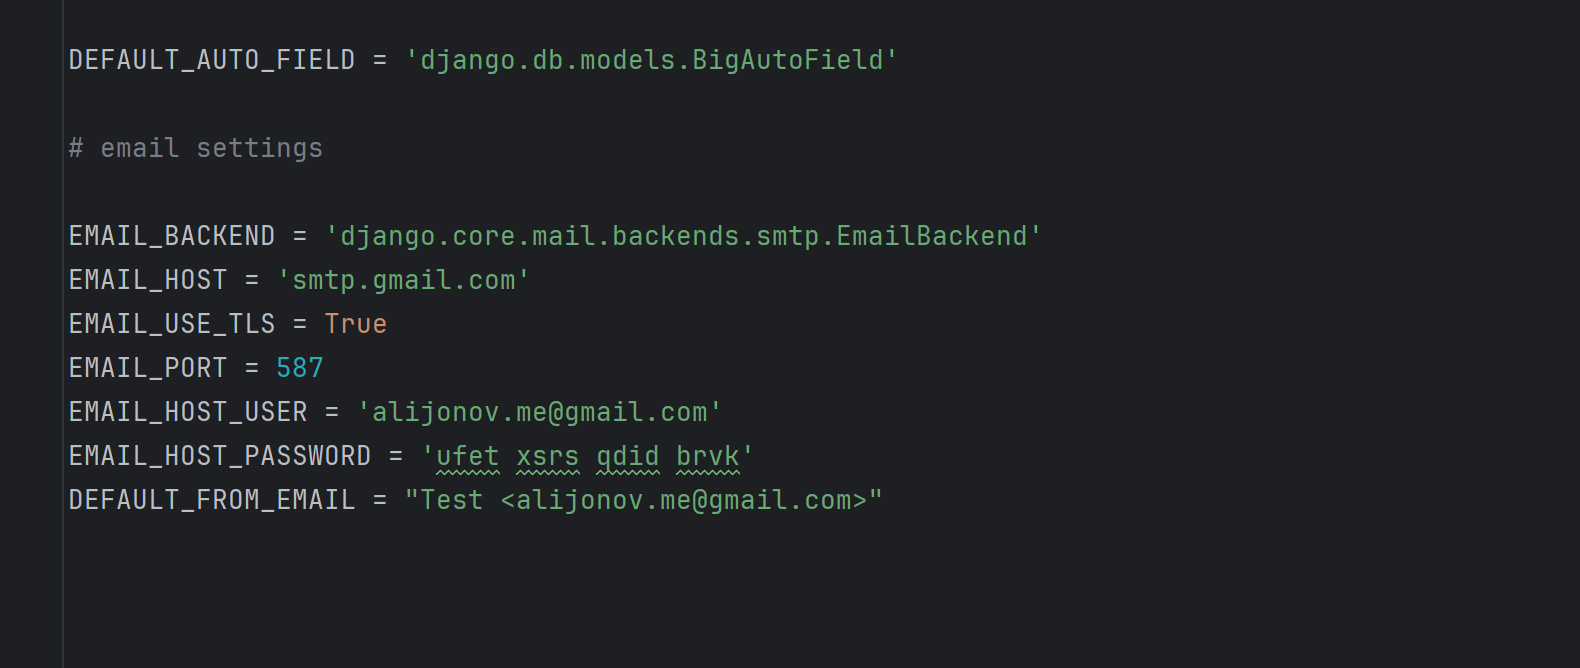 DEFAULT_AUTO_FIELD = 'django.db.models.BigAutoField'
# email settings
EMAIL_BACKEND = 'django.core.mail.backends.smtp.EmailBackend'
EMAIL_HOST = 'smtp.gmail.com'
EMAIL_USE_TLS = True
EMAIL_PORT = 587
EMAIL_HOST_USER = 'alijonov.me@gmail.com'
EMAIL_HOST_PASSWORD = 'ufet xsrs qdid brvk'
DEFAULT_FROM_EMAIL = "Test <alijonov.me@gmail.com>"